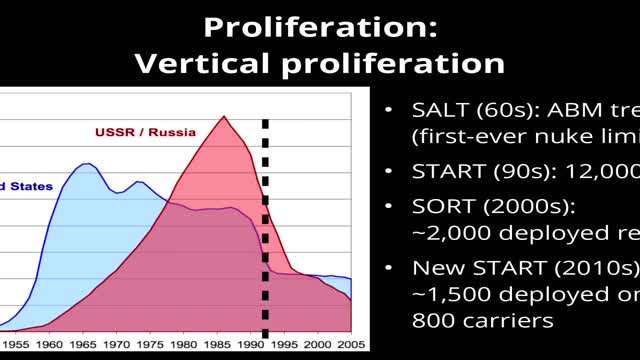 Proliferation:
Vertical proliferation
USSR / Russia
d States
1955 1960 1965 1970 1975 1980 1985 1990 1995 2000 2005
• SALT (60s): ABM tre
(first-ever nuke limi
• START (90s): 12,000
• SORT (2000s):
~2,000 deployed re
• New START (2010s)
~1,500 deployed on
800 carriers